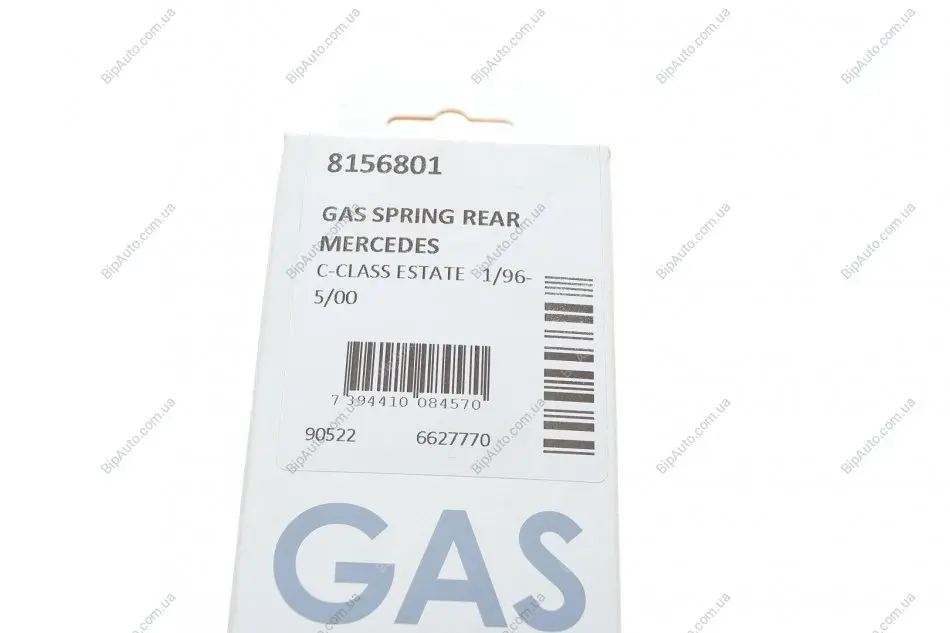 8156801
GAS SPRING REAR
MERCEDES
C-CLASS ESTATE 1/96-
5/00
7 394410 084570
90522 6627770
GAS
BipAuto.com.ua